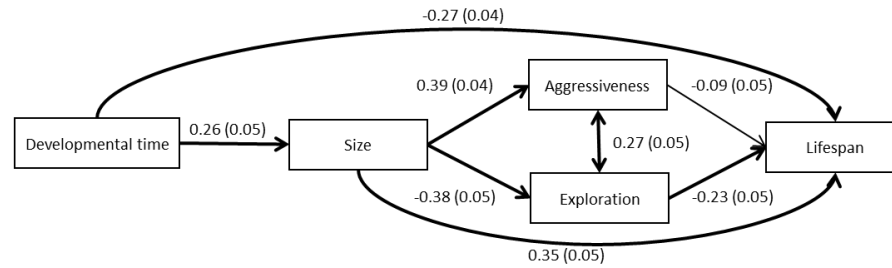 -0.27 (0.04)
0.39 (0.04)
Aggressiveness
-0.09 (0.05)
Developmental time
0.26 (0.05)
Size
0.27 (0.05)
Lifespan
-0.38 (0.05)
Exploration
-0.23 (0.05)
0.35 (0.05)